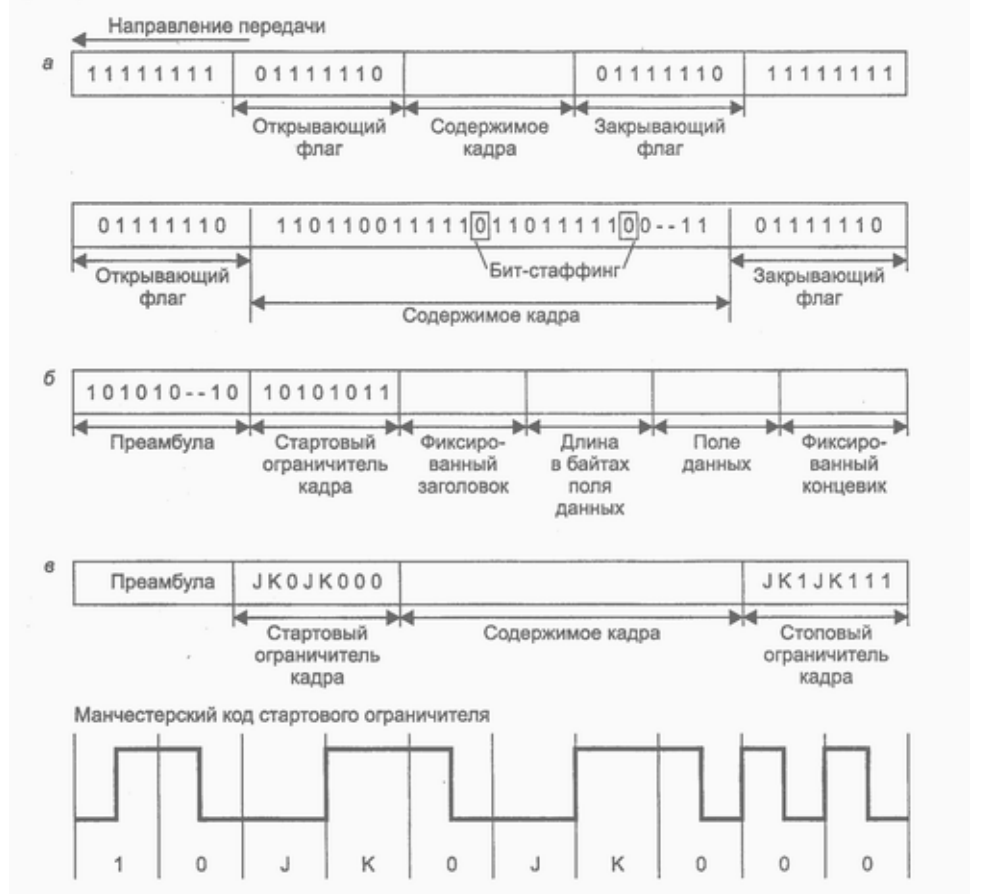 Направление передачи
а
11111111 01111110 01111110 11111111
Открывающий флаг
Содержимое кадра
Закрывающий флаг
01111110 11011001111101101111100--11 01111110
Бит-стаффинг
Открывающий флаг
Содержимое кадра
Закрывающий флаг
б
101010--10 10101011
Преамбула
Стартовый ограничитель кадра
Фиксиро-
ванный заголовок
Длина в байтах поля данных
Поле данных
Фиксиро-
ванный концевик
в
Преамбула JK0JK000 JK1JK111
Стартовый ограничитель кадра
Содержимое кадра
Стоповый ограничитель кадра
Манчестерский код стартового ограничителя
1 0 J K 0 J K 0 0 0